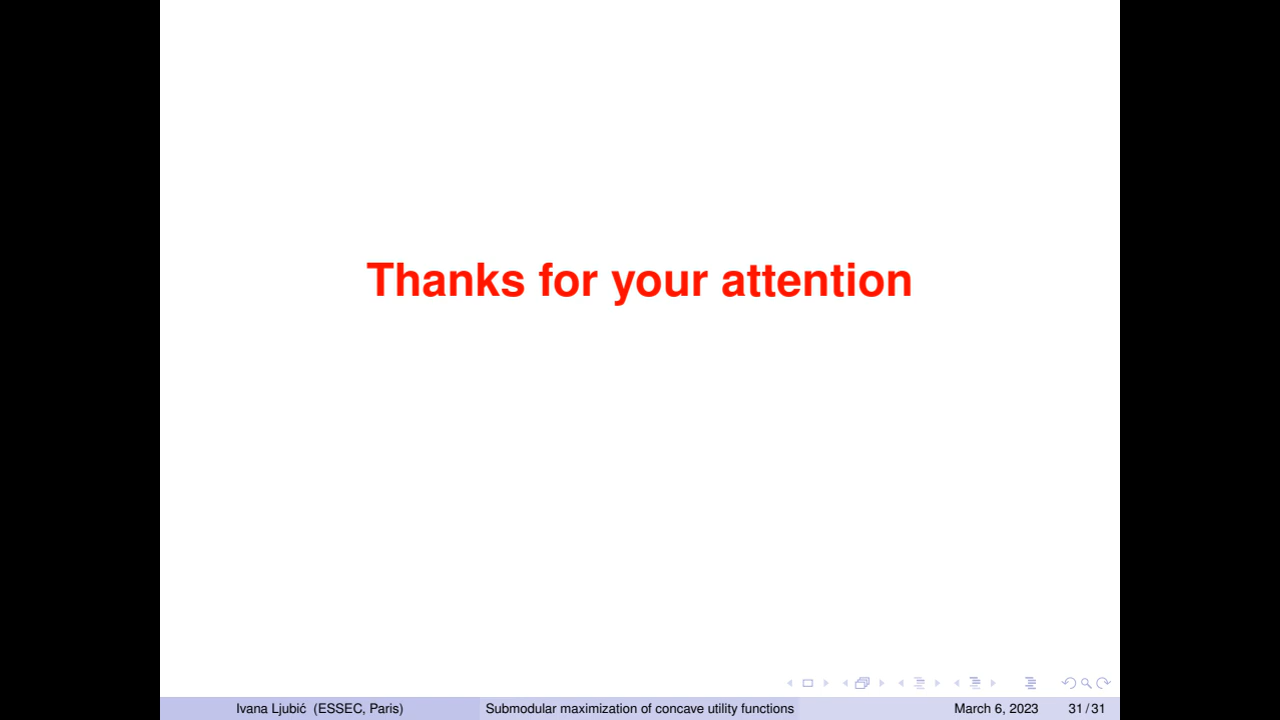 Thanks for your attention
Ivana Ljubić (ESSEC, Paris) Submodular maximization of concave utility functions March 6, 2023 31 / 31